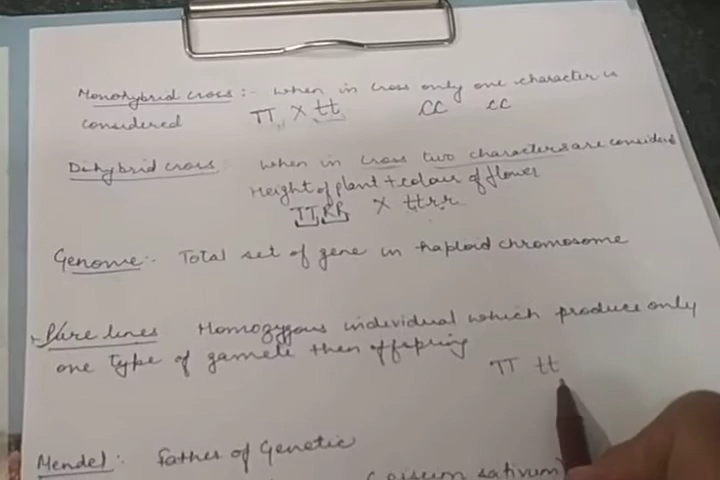 Monohybrid cross :- when in cross only one character is
considered TT X tt CC CC
Dihybrid cross : when in cross two characters are considered
Height of plant + colour of flower
TT RR X ttrr
Genome :- Total set of gene in haploid chromosome
Pure lines Homozygous individual which produce only
one type of gamete then offspring
TT tt
Mendel : Father of Genetic
sativum